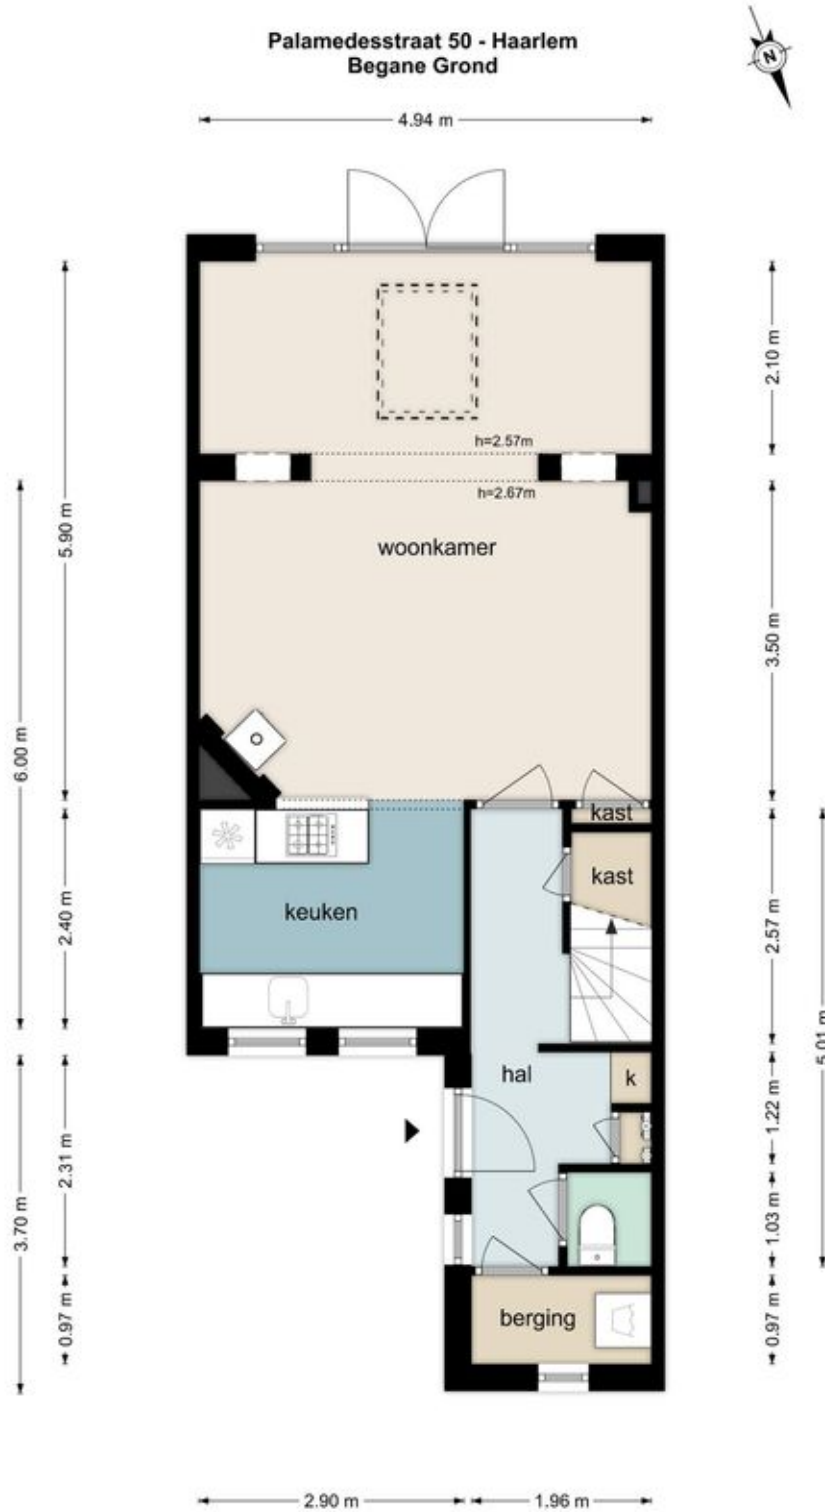 Palamedesstraat 50 - Haarlem
Begane Grond
N
4.94 m
2.10 m
h=2.57m
h=2.67m
5.90 m
woonkamer
3.50 m
6.00 m
kast
kast
keuken
2.40 m
2.57 m
5.01 m
hal
k
1.22 m
2.31 m
3.70 m
1.03 m
0.97 m
berging
0.97 m
2.90 m
1.96 m